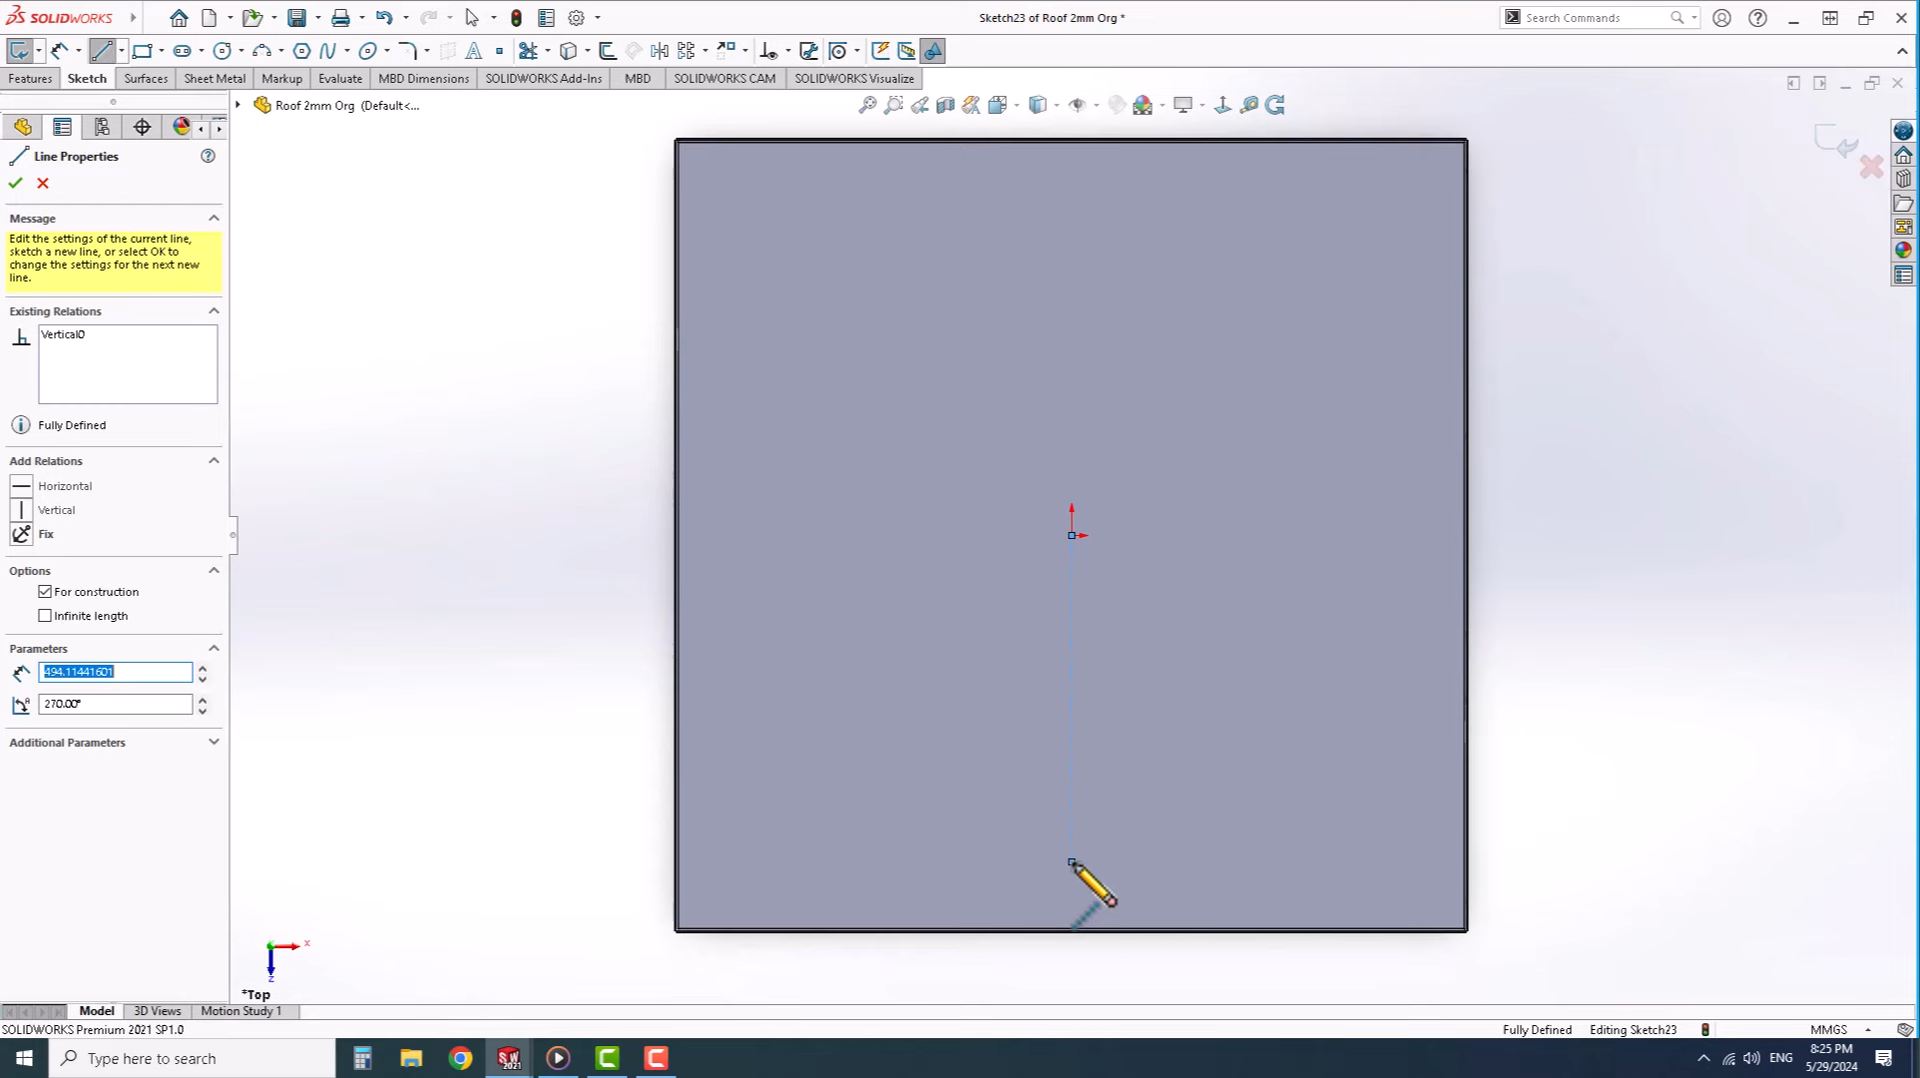 SOLIDWORKS
Sketch23 of Roof 2mm Org *
Search Commands
Features
Sketch
Surfaces
Sheet Metal
Markup
Evaluate
MBD Dimensions
SOLIDWORKS Add-Ins
MBD
SOLIDWORKS CAM
SOLIDWORKS Visualize
Roof 2mm Org (Default<...
Line Properties
Message
Edit the settings of the current line,
sketch a new line, or select OK to
change the settings for the next new
line.
Existing Relations
Vertical0
Fully Defined
Add Relations
Horizontal
Vertical
Fix
Options
For construction
Infinite length
Parameters
494.11441601
270.00°
Additional Parameters
x
z
*Top
Model
3D Views
Motion Study 1
SOLIDWORKS Premium 2021 SP1.0
Fully Defined
Editing Sketch23
MMGS
Type here to search
SW
2021
ENG
8:25 PM
5/29/2024